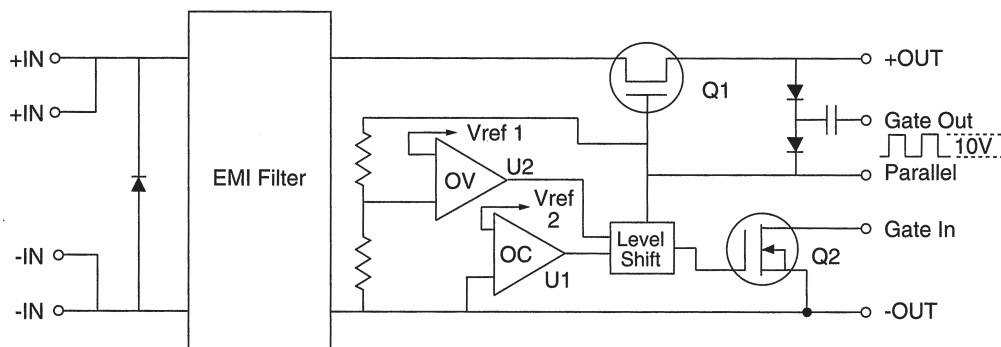 +IN
+OUT
Q1
+IN
Gate Out
Vref 1
10V
U2
EMI Filter
OV
Parallel
Vref
2
Level
Shift
Gate In
OC
Q2
-IN
U1
-IN
-OUT